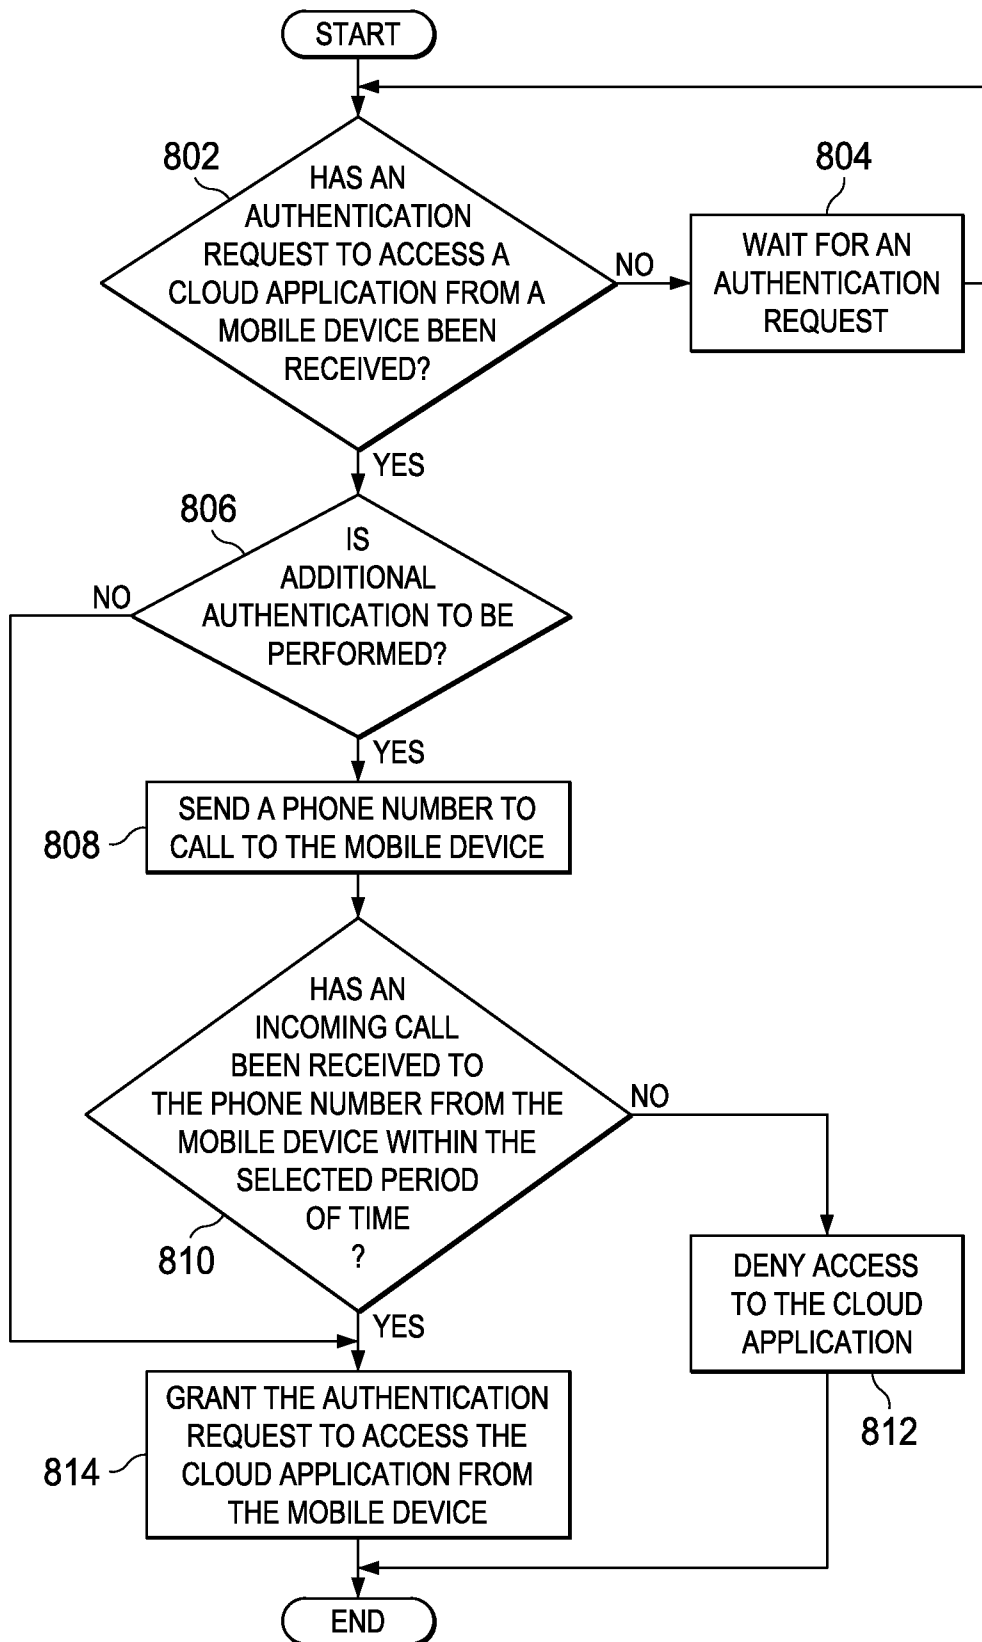 START
802
HAS AN
AUTHENTICATION
REQUEST TO ACCESS A
CLOUD APPLICATION FROM A
MOBILE DEVICE BEEN
RECEIVED?
NO
804
WAIT FOR AN
AUTHENTICATION
REQUEST
YES
806
IS
ADDITIONAL
AUTHENTICATION TO BE
PERFORMED?
NO
YES
808
SEND A PHONE NUMBER TO
CALL TO THE MOBILE DEVICE
HAS AN
INCOMING CALL
BEEN RECEIVED TO
THE PHONE NUMBER FROM THE
MOBILE DEVICE WITHIN THE
SELECTED PERIOD
OF TIME
?
NO
810
DENY ACCESS
TO THE CLOUD
APPLICATION
812
YES
GRANT THE AUTHENTICATION
REQUEST TO ACCESS THE
CLOUD APPLICATION FROM
THE MOBILE DEVICE
814
END